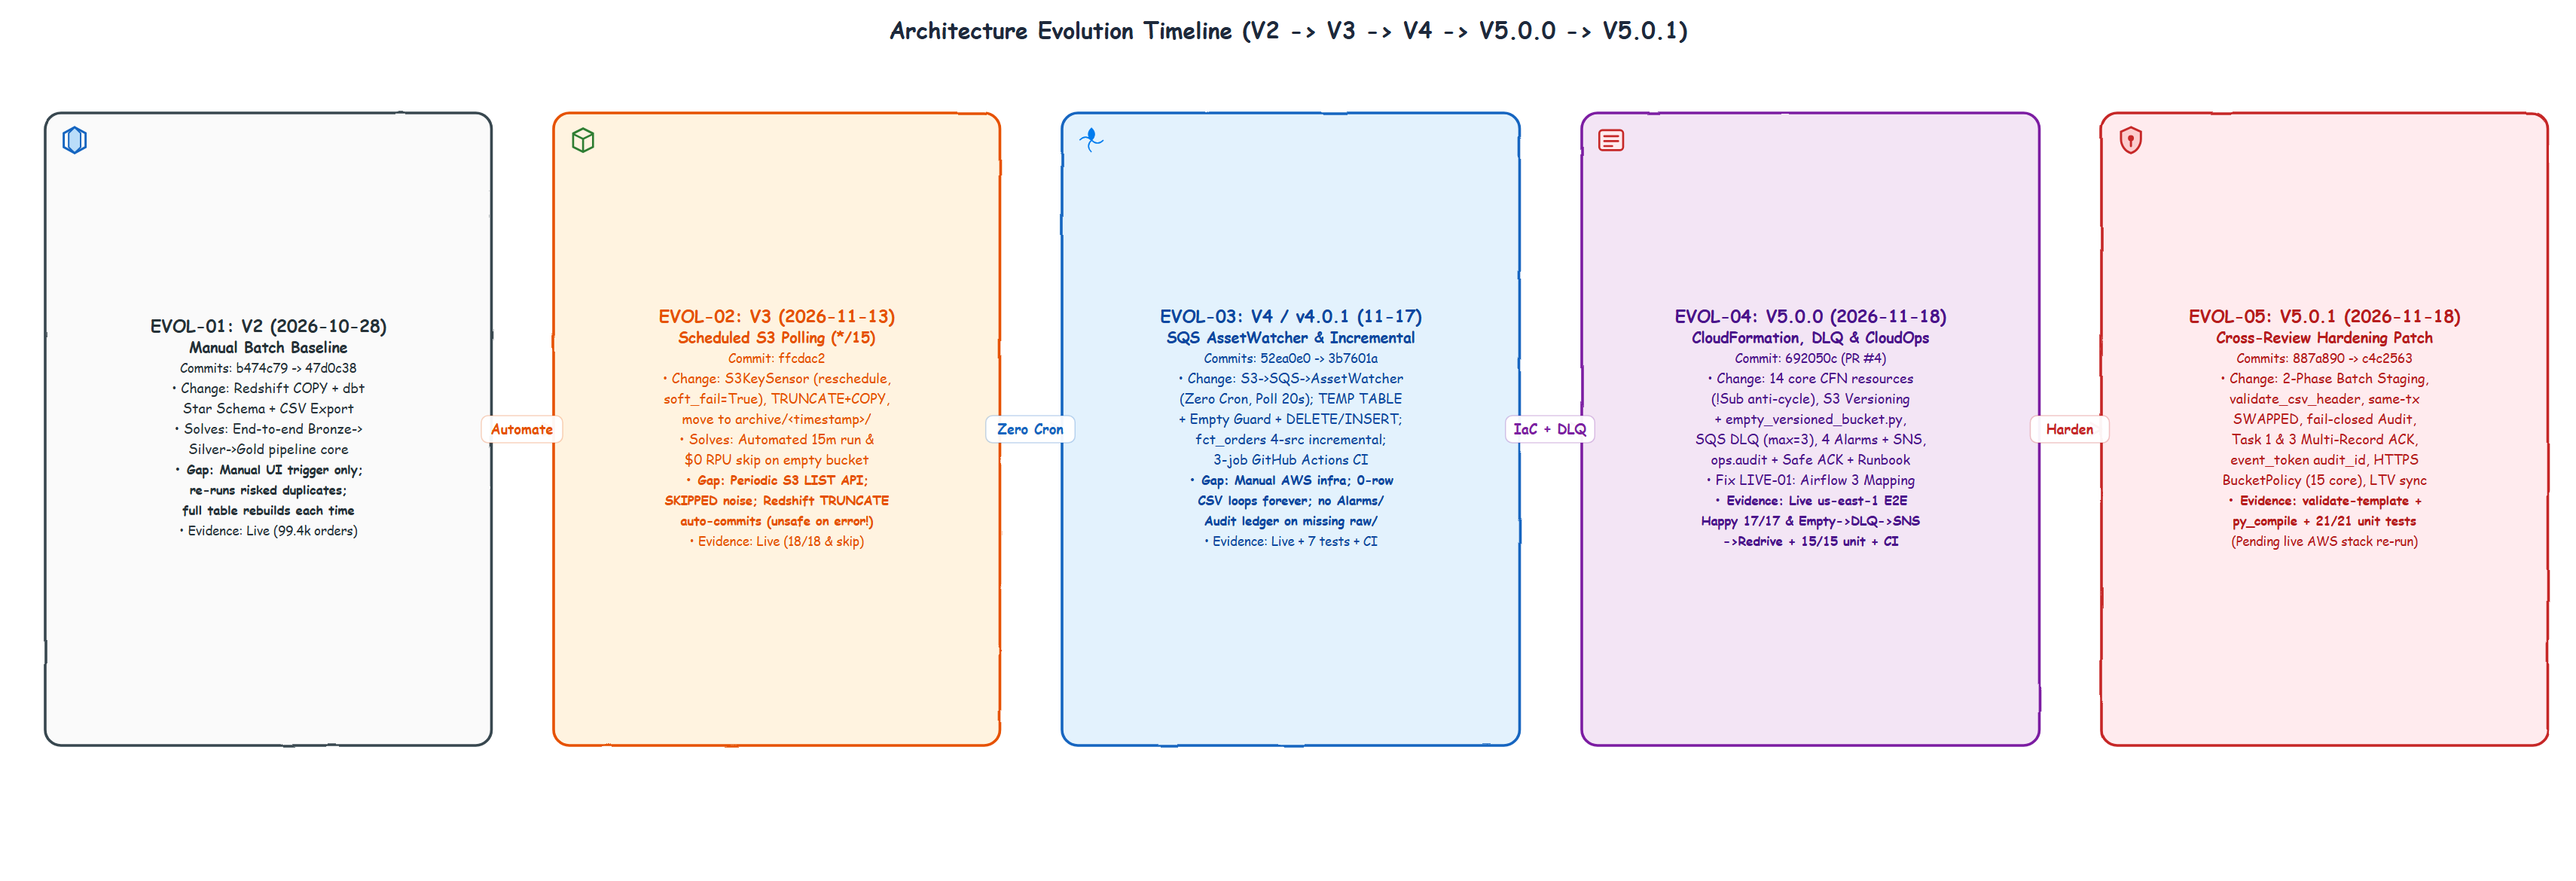 Architecture Evolution Timeline (V2 -> V3 -> V4 -> V5.0.0 -> V5.0.1)
EVOL-01: V2 (2026-10-28)
Manual Batch Baseline
Commits: b474c79 -> 47d0c38
• Change: Redshift COPY + dbt
Star Schema + CSV Export
• Solves: End-to-end Bronze->
Silver->Gold pipeline core
• Gap: Manual UI trigger only;
re-runs risked duplicates;
full table rebuilds each time
• Evidence: Live (99.4k orders)
Automate
EVOL-02: V3 (2026-11-13)
Scheduled S3 Polling (*/15)
Commit: ffcdac2
• Change: S3KeySensor (reschedule,
soft_fail=True), TRUNCATE+COPY,
move to archive/<timestamp>/
• Solves: Automated 15m run &
$0 RPU skip on empty bucket
• Gap: Periodic S3 LIST API;
SKIPPED noise; Redshift TRUNCATE
auto-commits (unsafe on error!)
• Evidence: Live (18/18 & skip)
Zero Cron
EVOL-03: V4 / v4.0.1 (11-17)
SQS AssetWatcher & Incremental
Commits: 52ea0e0 -> 3b7601a
• Change: S3->SQS->AssetWatcher
(Zero Cron, Poll 20s); TEMP TABLE
+ Empty Guard + DELETE/INSERT;
fct_orders 4-src incremental;
3-job GitHub Actions CI
• Gap: Manual AWS infra; 0-row
CSV loops forever; no Alarms/
Audit ledger on missing raw/
• Evidence: Live + 7 tests + CI
IaC + DLQ
EVOL-04: V5.0.0 (2026-11-18)
CloudFormation, DLQ & CloudOps
Commit: 692050c (PR #4)
• Change: 14 core CFN resources
(!Sub anti-cycle), S3 Versioning
+ empty_versioned_bucket.py,
SQS DLQ (max=3), 4 Alarms + SNS,
ops.audit + Safe ACK + Runbook
• Fix LIVE-01: Airflow 3 Mapping
• Evidence: Live us-east-1 E2E
Happy 17/17 & Empty->DLQ->SNS
->Redrive + 15/15 unit + CI
Harden
EVOL-05: V5.0.1 (2026-11-18)
Cross-Review Hardening Patch
Commits: 887a890 -> c4c2563
• Change: 2-Phase Batch Staging,
validate_csv_header, same-tx
SWAPPED, fail-closed Audit,
Task 1 & 3 Multi-Record ACK,
event_token audit_id, HTTPS
BucketPolicy (15 core), LTV sync
• Evidence: validate-template +
py_compile + 21/21 unit tests
(Pending live AWS stack re-run)